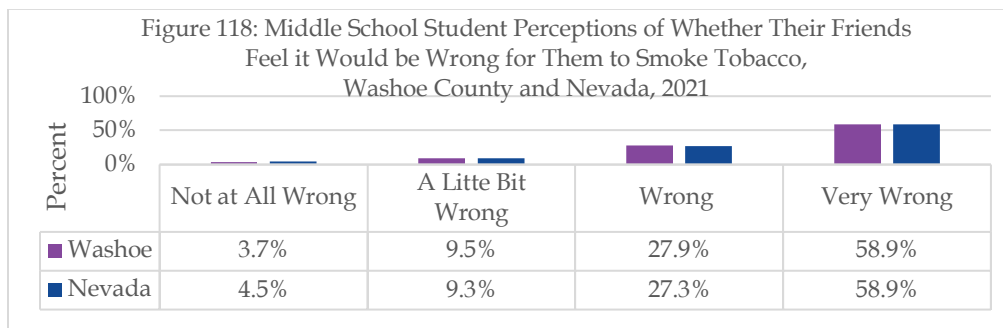 Figure 118: Middle School Student Perceptions of Whether Their Friends
Feel it Would be Wrong for Them to Smoke Tobacco,
Washoe County and Nevada, 2021
100%
50%
0%
Percent
Not at All Wrong
A Litte Bit
Wrong
Wrong
Very Wrong
Washoe 3.7% 9.5% 27.9% 58.9%
Nevada 4.5% 9.3% 27.3% 58.9%